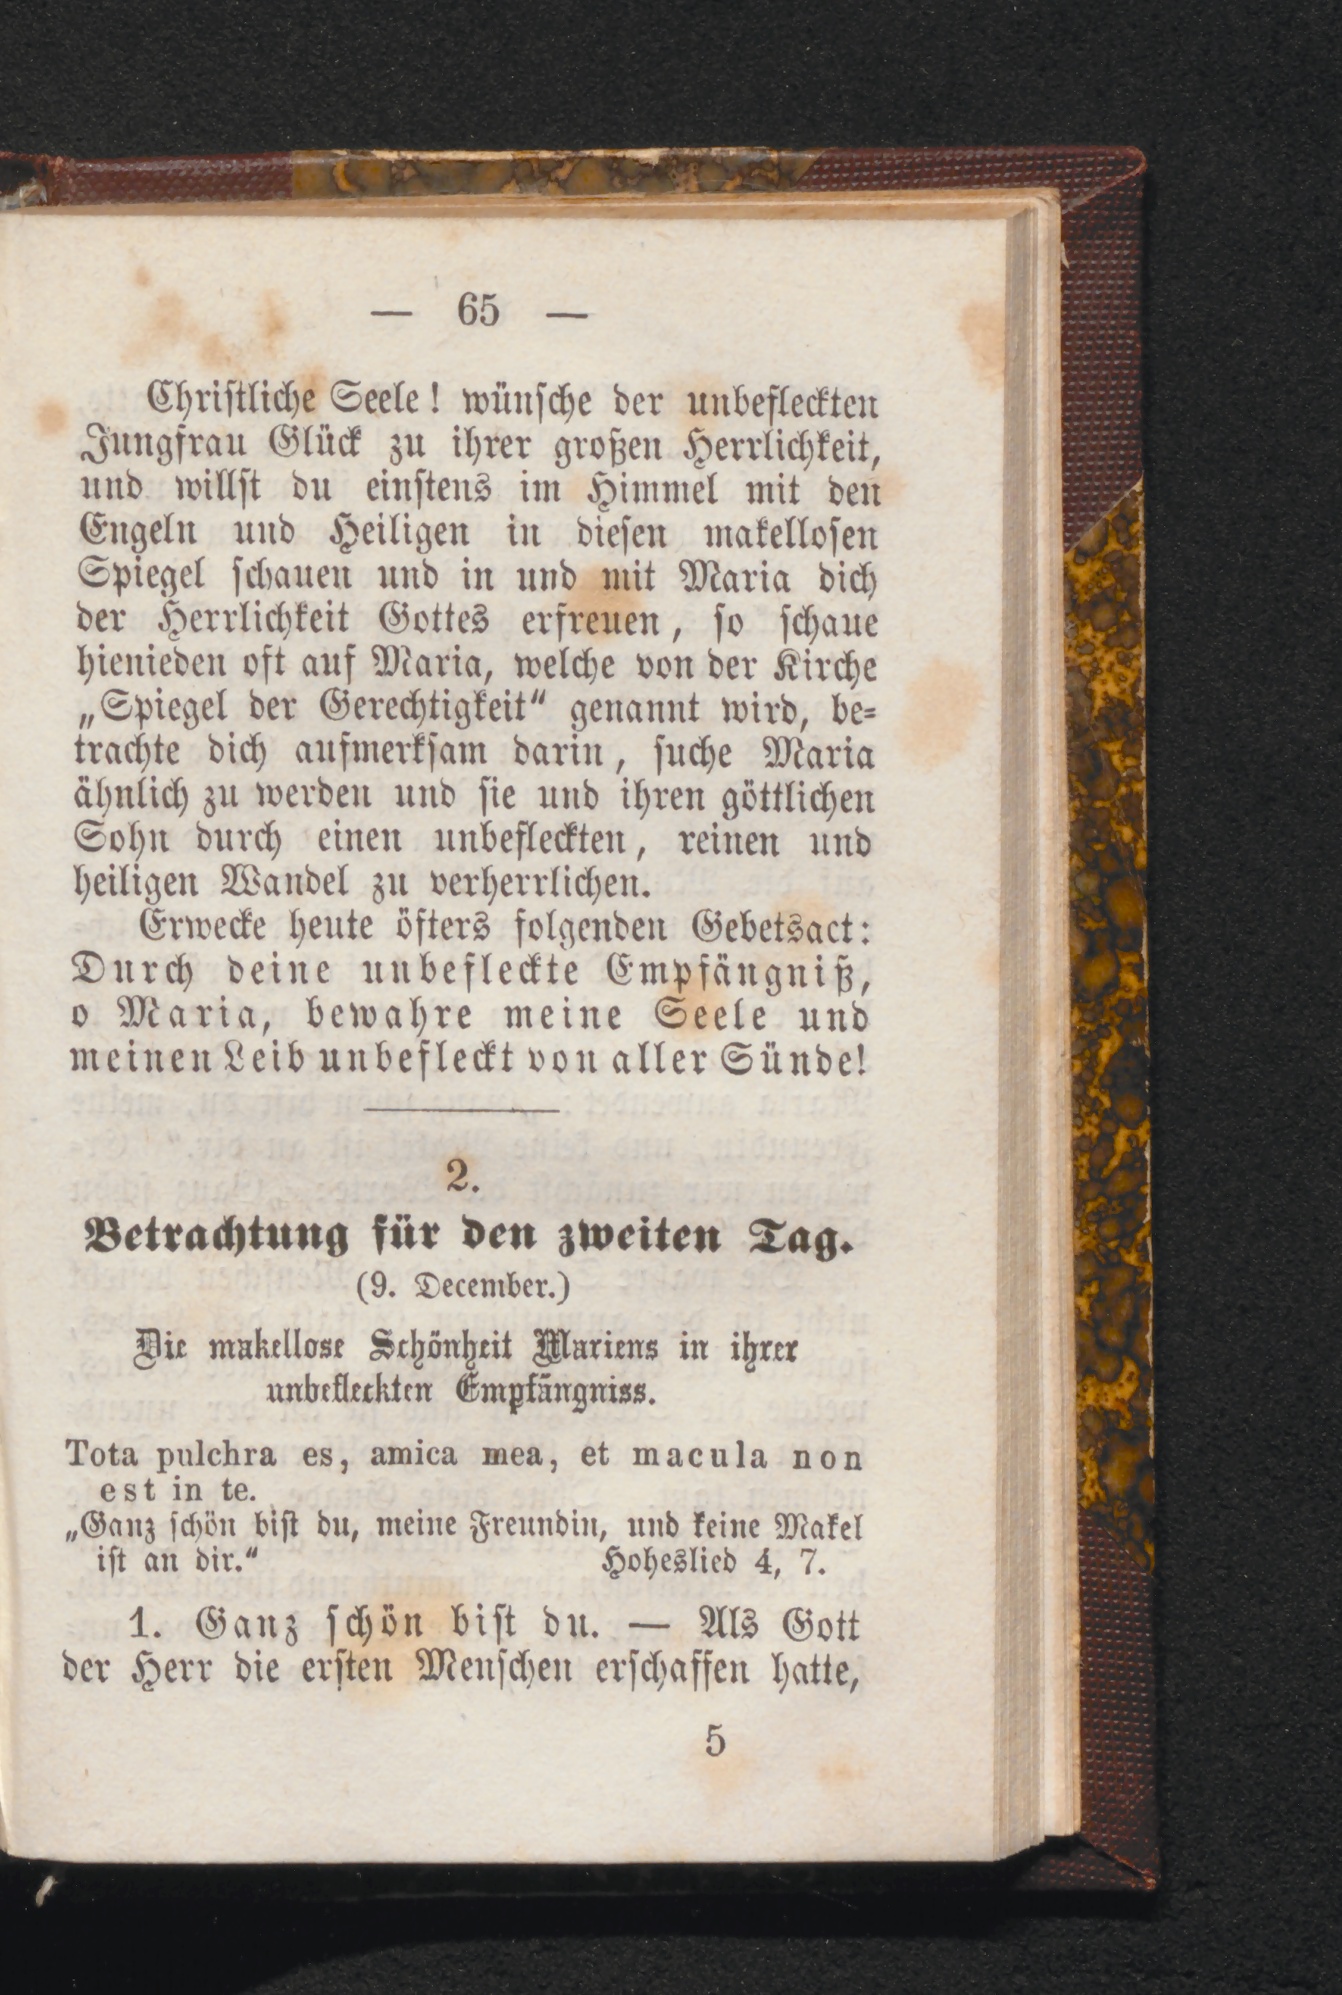 — 65 —
Christliche Seele! wünsche der unbefleckten
Jungfrau Glück zu ihrer großen Herrlichkeit,
und willst du einstens im Himmel mit den
Engeln und Heiligen in diesen makellosen
Spiegel schauen und in und mit Maria dich
der Herrlichkeit Gottes erfreuen, so schaue
hienieden oft auf Maria, welche von der Kirche
„Spiegel der Gerechtigkeit“ genannt wird, be-
trachte dich aufmerksam darin, suche Maria
ähnlich zu werden und sie und ihren göttlichen
Sohn durch einen unbefleckten, reinen und
heiligen Wandel zu verherrlichen.
Erwecke heute öfters folgenden Gebetsact:
Durch deine unbefleckte Empfängniß,
o Maria, bewahre meine Seele und
meinen Leib unbefleckt von aller Sünde!
2.
Betrachtung für den zweiten Tag.
(9. December.)
Die makellose Schönheit Mariens in ihrer
unbefleckten Empfängniss.
Tota pulchra es, amica mea, et macula non
est in te.
„Ganz schön bist du, meine Freundin, und keine Makel
ist an dir.“ Hoheslied 4, 7.
1. Ganz schön bist du. — Als Gott
der Herr die ersten Menschen erschaffen hatte,
5